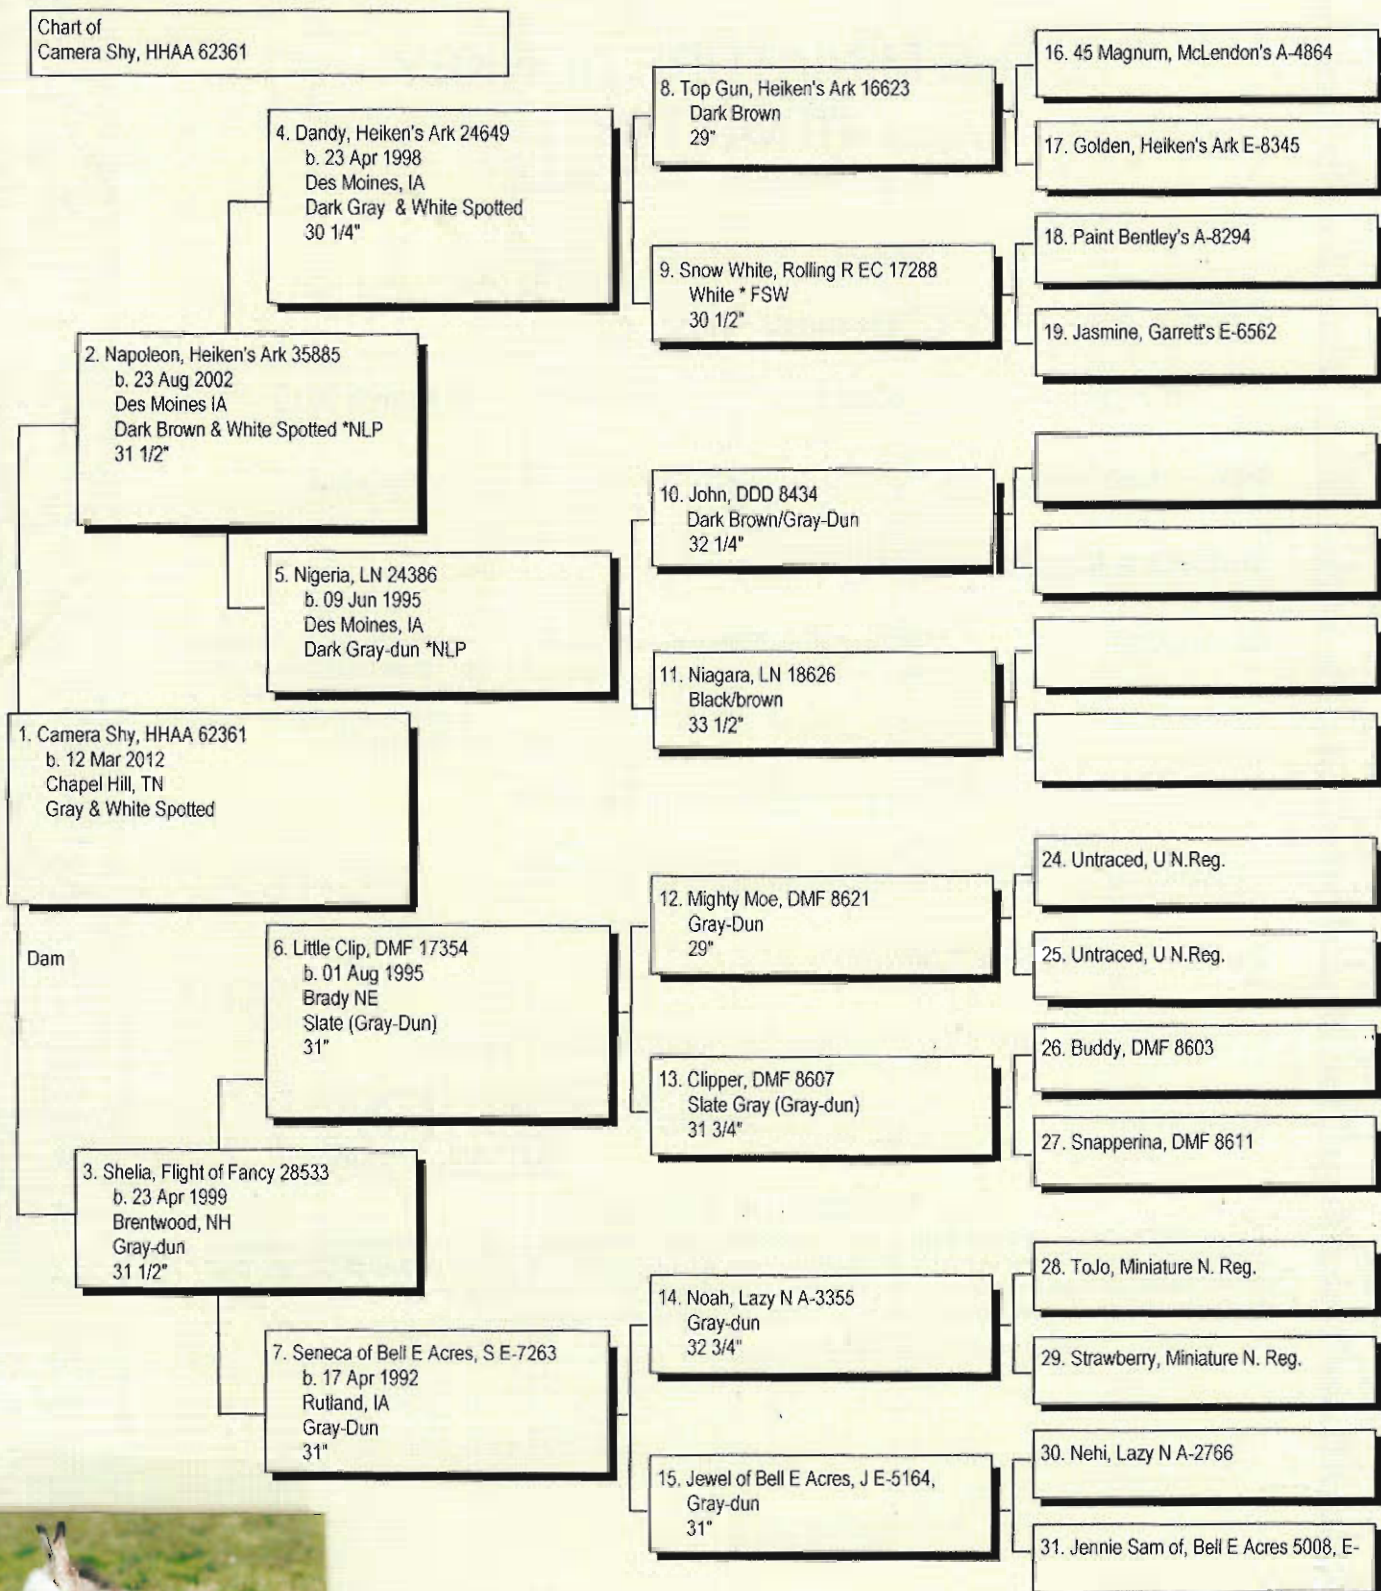 Chart of
Camera Shy, HHAA 62361
1. Camera Shy, HHAA 62361
b. 12 Mar 2012
Chapel Hill, TN
Gray & White Spotted
Dam
2. Napoleon, Heiken's Ark 35885
b. 23 Aug 2002
Des Moines IA
Dark Brown & White Spotted *NLP
31 1/2"
3. Shelia, Flight of Fancy 28533
b. 23 Apr 1999
Brentwood, NH
Gray-dun
31 1/2"
4. Dandy, Heiken's Ark 24649
b. 23 Apr 1998
Des Moines, IA
Dark Gray & White Spotted
30 1/4"
5. Nigeria, LN 24386
b. 09 Jun 1995
Des Moines, IA
Dark Gray-dun *NLP
6. Little Clip, DMF 17354
b. 01 Aug 1995
Brady NE
Slate (Gray-Dun)
31"
7. Seneca of Bell E Acres, S E-7263
b. 17 Apr 1992
Rutland, IA
Gray-Dun
31"
8. Top Gun, Heiken's Ark 16623
Dark Brown
29"
9. Snow White, Rolling R EC 17288
White * FSW
30 1/2"
10. John, DDD 8434
Dark Brown/Gray-Dun
32 1/4"
11. Niagara, LN 18626
Black/brown
33 1/2"
12. Mighty Moe, DMF 8621
Gray-Dun
29"
13. Clipper, DMF 8607
Slate Gray (Gray-dun)
31 3/4"
14. Noah, Lazy N A-3355
Gray-dun
32 3/4"
15. Jewel of Bell E Acres, J E-5164,
Gray-dun
31"
16. 45 Magnum, McLendon's A-4864
17. Golden, Heiken's Ark E-8345
18. Paint Bentley's A-8294
19. Jasmine, Garrett's E-6562
24. Untraced, U N.Reg.
25. Untraced, U N.Reg.
26. Buddy, DMF 8603
27. Snapperina, DMF 8611
28. ToJo, Miniature N. Reg.
29. Strawberry, Miniature N. Reg.
30. Nehi, Lazy N A-2766
31. Jennie Sam of, Bell E Acres 5008, E-